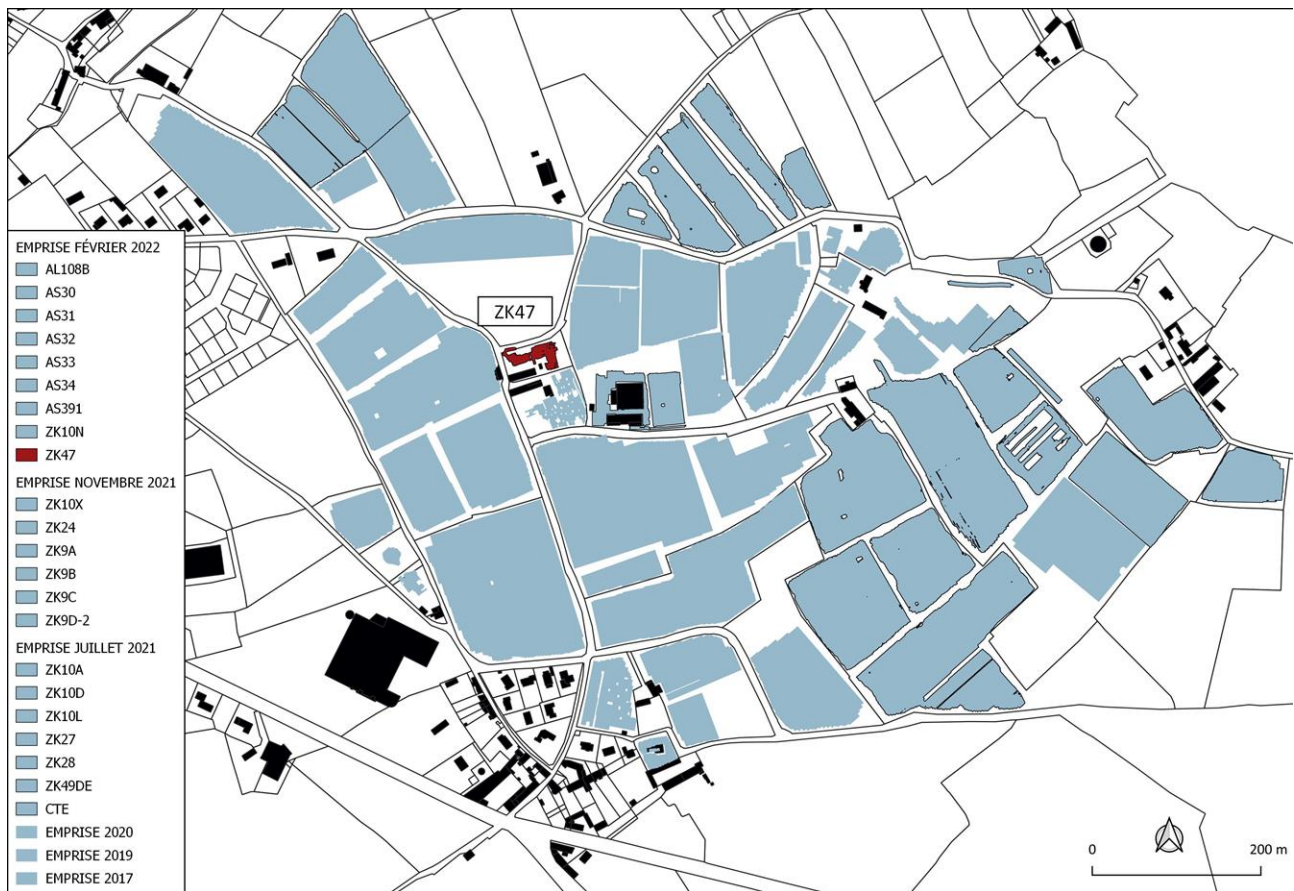 EMPRISE FÉVRIER 2022
AL108B
AS30
AS31
AS32
AS33
AS34
AS391
ZK10N
ZK47
EMPRISE NOVEMBRE 2021
ZK10X
ZK24
ZK9A
ZK9B
ZK9C
ZK9D-2
EMPRISE JUILLET 2021
ZK10A
ZK10D
ZK10L
ZK27
ZK28
ZK49DE
CTE
EMPRISE 2020
EMPRISE 2019
EMPRISE 2017
ZK47
0 200 m